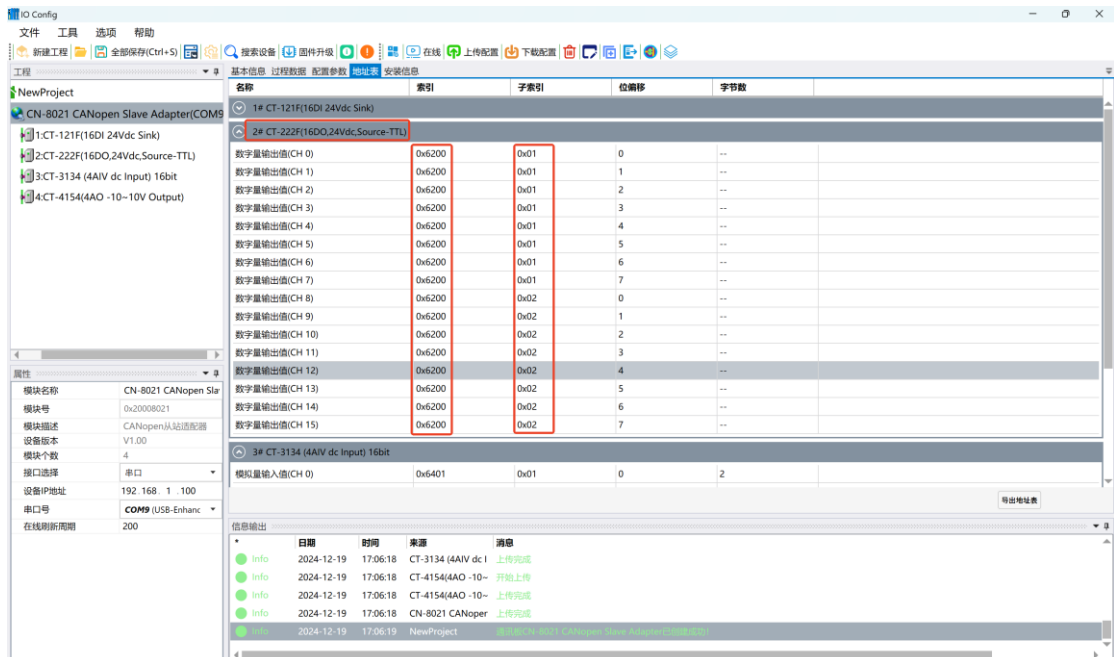 IO Config
文件 工具 选项 帮助
新建工程 全部保存(Ctrl+S) 搜索设备 固件升级 在线 上传配置 下载配置
工程
NewProject
CN-8021 CANopen Slave Adapter(COM9
1:CT-121F(16DI 24Vdc Sink)
2:CT-222F(16DO,24Vdc,Source-TTL)
3:CT-3134 (4AIV dc Input) 16bit
4:CT-4154(4AO -10~10V Output)
属性
模块名称 CN-8021 CANopen Sla
模块号 0x20008021
模块描述 CANopen从站适配器
设备版本 V1.00
模块个数 4
接口选择 串口
设备IP地址 192.168. 1 .100
串口号 COM9 (USB-Enhanc
在线刷新周期 200
基本信息 过程数据 配置参数 地址表 安装信息
名称 索引 子索引 位偏移 字节数
1# CT-121F(16DI 24Vdc Sink)
2# CT-222F(16DO,24Vdc,Source-TTL)
数字量输出值(CH 0) 0x6200 0x01 0 --
数字量输出值(CH 1) 0x6200 0x01 1 --
数字量输出值(CH 2) 0x6200 0x01 2 --
数字量输出值(CH 3) 0x6200 0x01 3 --
数字量输出值(CH 4) 0x6200 0x01 4 --
数字量输出值(CH 5) 0x6200 0x01 5 --
数字量输出值(CH 6) 0x6200 0x01 6 --
数字量输出值(CH 7) 0x6200 0x01 7 --
数字量输出值(CH 8) 0x6200 0x02 0 --
数字量输出值(CH 9) 0x6200 0x02 1 --
数字量输出值(CH 10) 0x6200 0x02 2 --
数字量输出值(CH 11) 0x6200 0x02 3 --
数字量输出值(CH 12) 0x6200 0x02 4 --
数字量输出值(CH 13) 0x6200 0x02 5 --
数字量输出值(CH 14) 0x6200 0x02 6 --
数字量输出值(CH 15) 0x6200 0x02 7 --
3# CT-3134 (4AIV dc Input) 16bit
模拟量输入值(CH 0) 0x6401 0x01 0 2
导出地址表
信息输出
* 日期 时间 来源 消息
Info 2024-12-19 17:06:18 CT-3134 (4AIV dc I 上传完成
Info 2024-12-19 17:06:18 CT-4154(4AO -10~ 开始上传
Info 2024-12-19 17:06:18 CT-4154(4AO -10~ 上传完成
Info 2024-12-19 17:06:18 CN-8021 CANoper 上传完成
Info 2024-12-19 17:06:19 NewProject 通讯板CN-8021 CANopen Slave Adapter已创建成功!